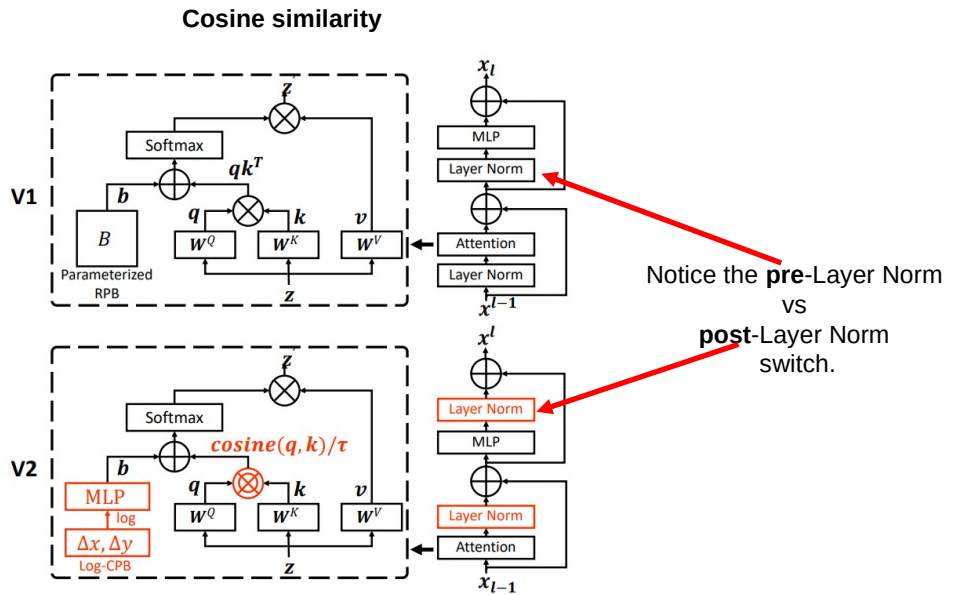 Cosine similarity
V1
z′
Softmax
qkᵀ
b
q
k
v
B
W^Q
W^K
W^V
Parameterized
RPB
z
x_l
MLP
Layer Norm
Attention
Layer Norm
x^{l−1}
Notice the pre-Layer Norm
vs
post-Layer Norm
switch.
V2
z′
Softmax
cosine(q, k)/τ
b
q
k
v
MLP
log
Δx, Δy
Log-CPB
W^Q
W^K
W^V
z
x^l
Layer Norm
MLP
Layer Norm
Attention
x_{l−1}